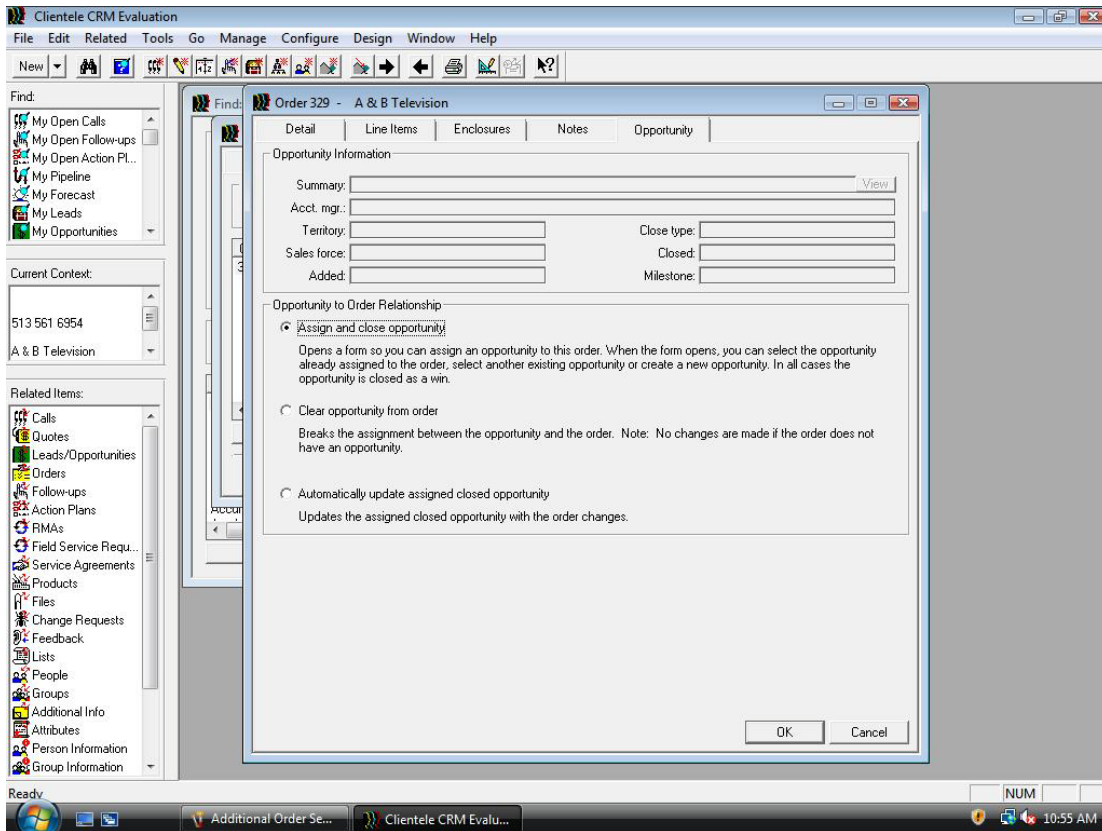 Clientele CRM Evaluation
File Edit Related Tools Go Manage Configure Design Window Help
New
Find:
My Open Calls
My Open Follow-ups
My Open Action Pl...
My Pipeline
My Forecast
My Leads
My Opportunities
Current Context:
513 561 6954
A & B Television
Related Items:
Calls
Quotes
Leads/Opportunities
Orders
Follow-ups
Action Plans
RMAs
Field Service Requ...
Service Agreements
Products
Files
Change Requests
Feedback
Lists
People
Groups
Additional Info
Attributes
Person Information
Group Information
Find:
Order 329 - A & B Television
Detail Line Items Enclosures Notes Opportunity
Opportunity Information
Summary: View
Acct. mgr.:
Territory: Close type:
Sales force: Closed:
Added: Milestone:
Opportunity to Order Relationship
Assign and close opportunity
Opens a form so you can assign an opportunity to this order. When the form opens, you can select the opportunity
already assigned to the order, select another existing opportunity or create a new opportunity. In all cases the
opportunity is closed as a win.
Clear opportunity from order
Breaks the assignment between the opportunity and the order. Note: No changes are made if the order does not
have an opportunity.
Automatically update assigned closed opportunity
Updates the assigned closed opportunity with the order changes.
OK Cancel
Ready NUM
Additional Order Se... Clientele CRM Evalu... 10:55 AM